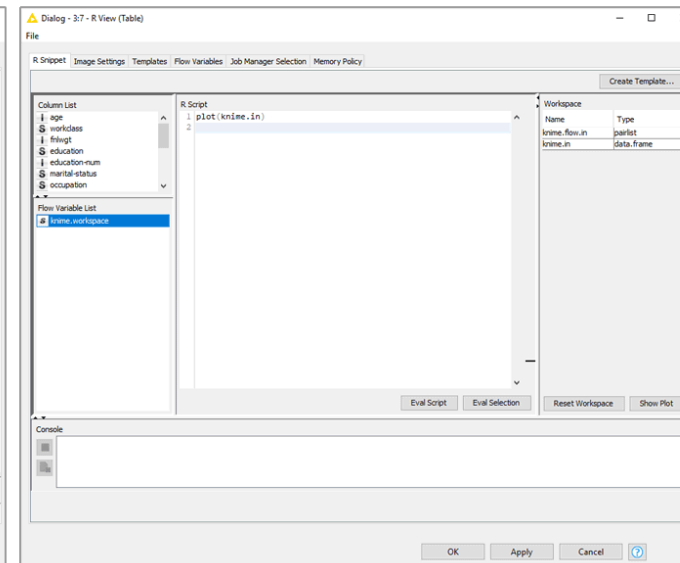 Dialog - 3:7 - R View (Table)
File
R Snippet Image Settings Templates Flow Variables Job Manager Selection Memory Policy
Create Template...
Column List
I age
S workclass
I fnlwgt
S education
I education-num
S marital-status
S occupation
Flow Variable List
S knime.workspace
R Script
1 plot(knime.in)
2
Eval Script Eval Selection
Workspace
Name Type
knime.flow.in pairlist
knime.in data.frame
Reset Workspace Show Plot
Console
OK Apply Cancel ?